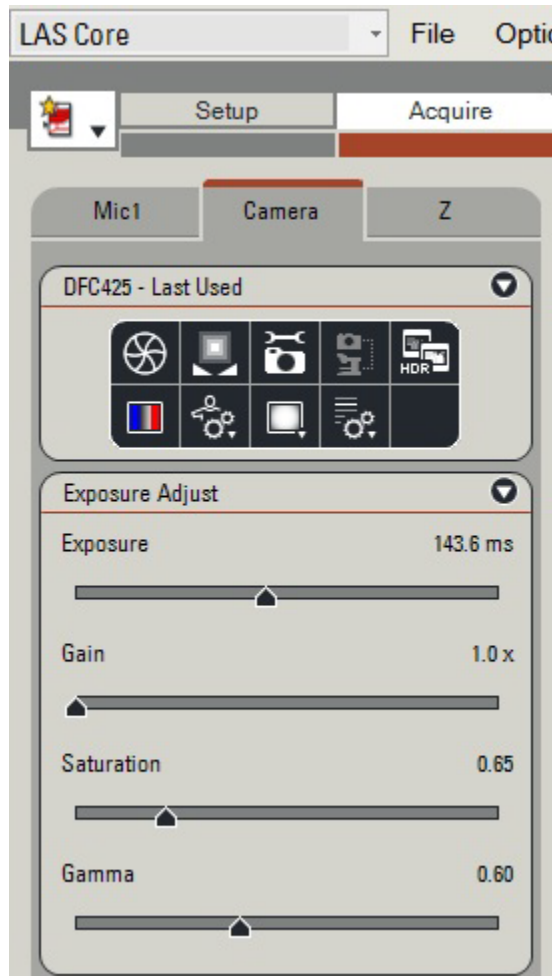 LAS Core File Optio
Setup Acquire
Mic1 Camera Z
DFC425 - Last Used
HDR
Exposure Adjust
Exposure 143.6 ms
Gain 1.0 x
Saturation 0.65
Gamma 0.60